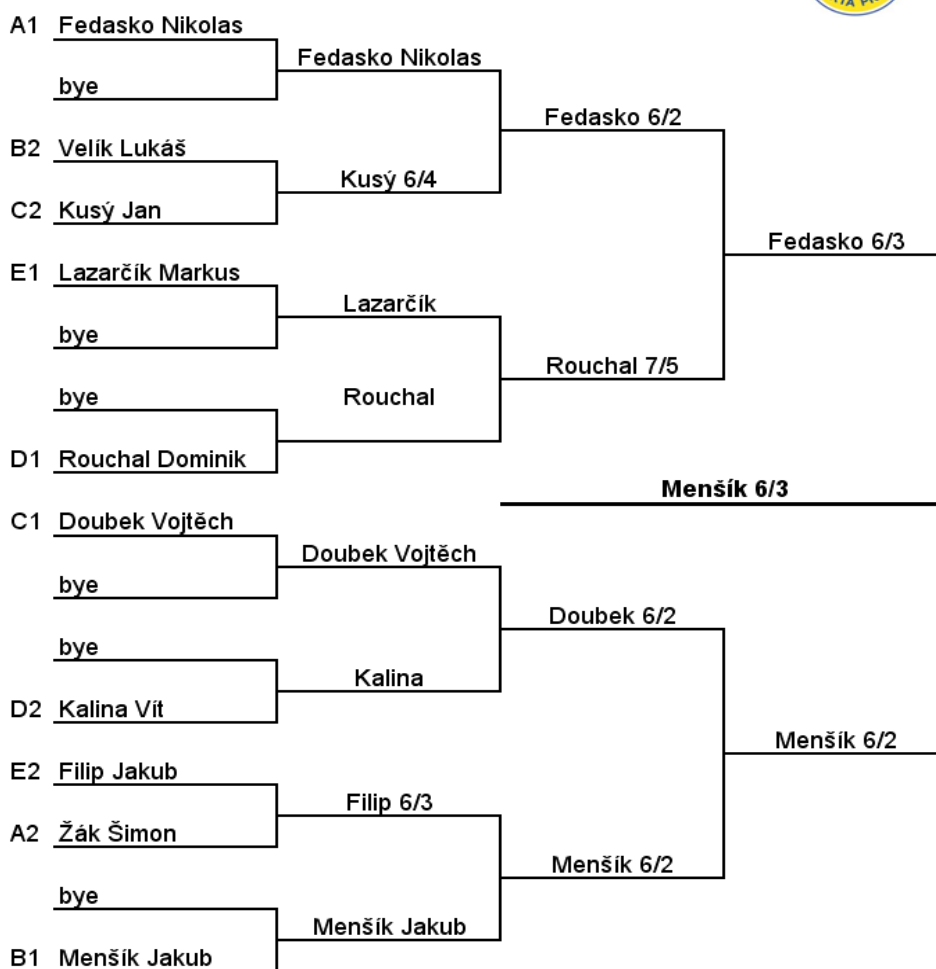 A1 Fedasko Nikolas
Fedasko Nikolas
bye
Fedasko 6/2
B2 Velík Lukáš
Kusý 6/4
C2 Kusý Jan
Fedasko 6/3
E1 Lazarčík Markus
Lazarčík
bye
Rouchal 7/5
bye
Rouchal
D1 Rouchal Dominik
Menšík 6/3
C1 Doubek Vojtěch
Doubek Vojtěch
bye
Doubek 6/2
bye
Kalina
D2 Kalina Vít
Menšík 6/2
E2 Filip Jakub
Filip 6/3
A2 Žák Šimon
Menšík 6/2
bye
Menšík Jakub
B1 Menšík Jakub